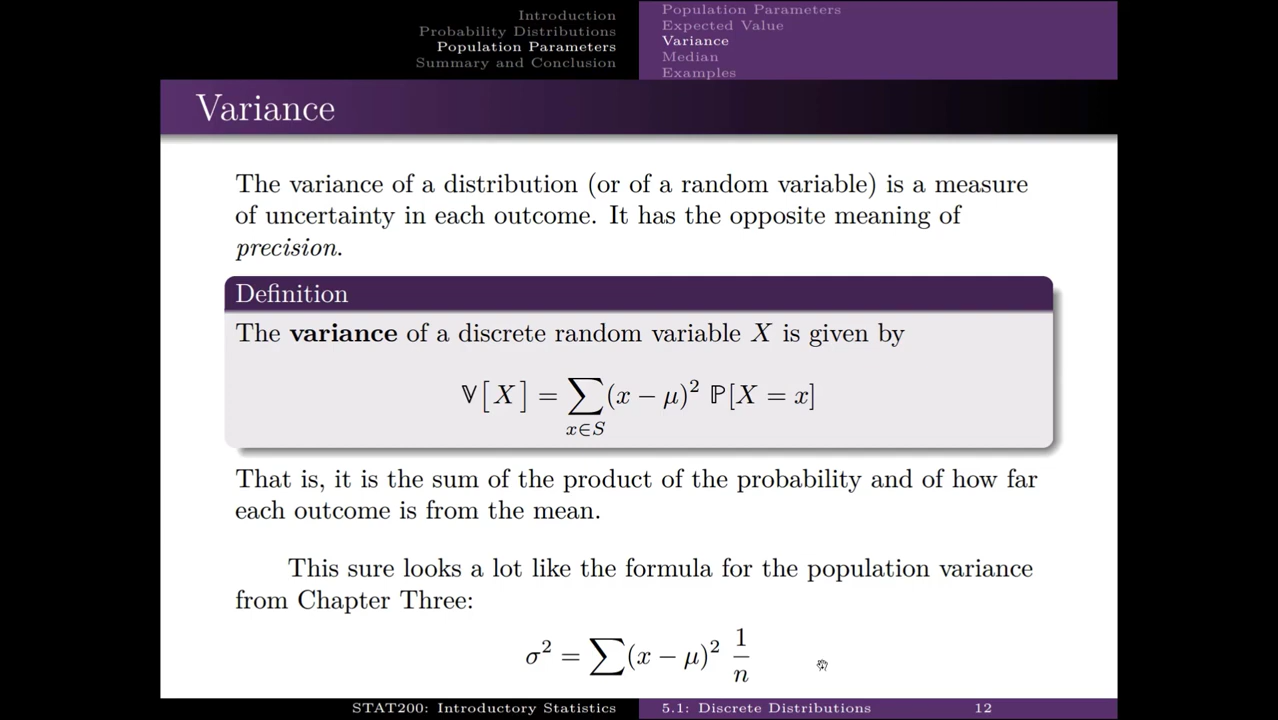 Introduction
Probability Distributions
Population Parameters
Summary and Conclusion
Population Parameters
Expected Value
Variance
Median
Examples
Variance
The variance of a distribution (or of a random variable) is a measure
of uncertainty in each outcome. It has the opposite meaning of
precision.
Definition
The variance of a discrete random variable X is given by
𝕍[X] = ∑_{x∈S} (x − μ)² ℙ[X = x]
That is, it is the sum of the product of the probability and of how far
each outcome is from the mean.
This sure looks a lot like the formula for the population variance
from Chapter Three:
σ² = ∑(x − μ)² 1/n
STAT200: Introductory Statistics
5.1: Discrete Distributions
12